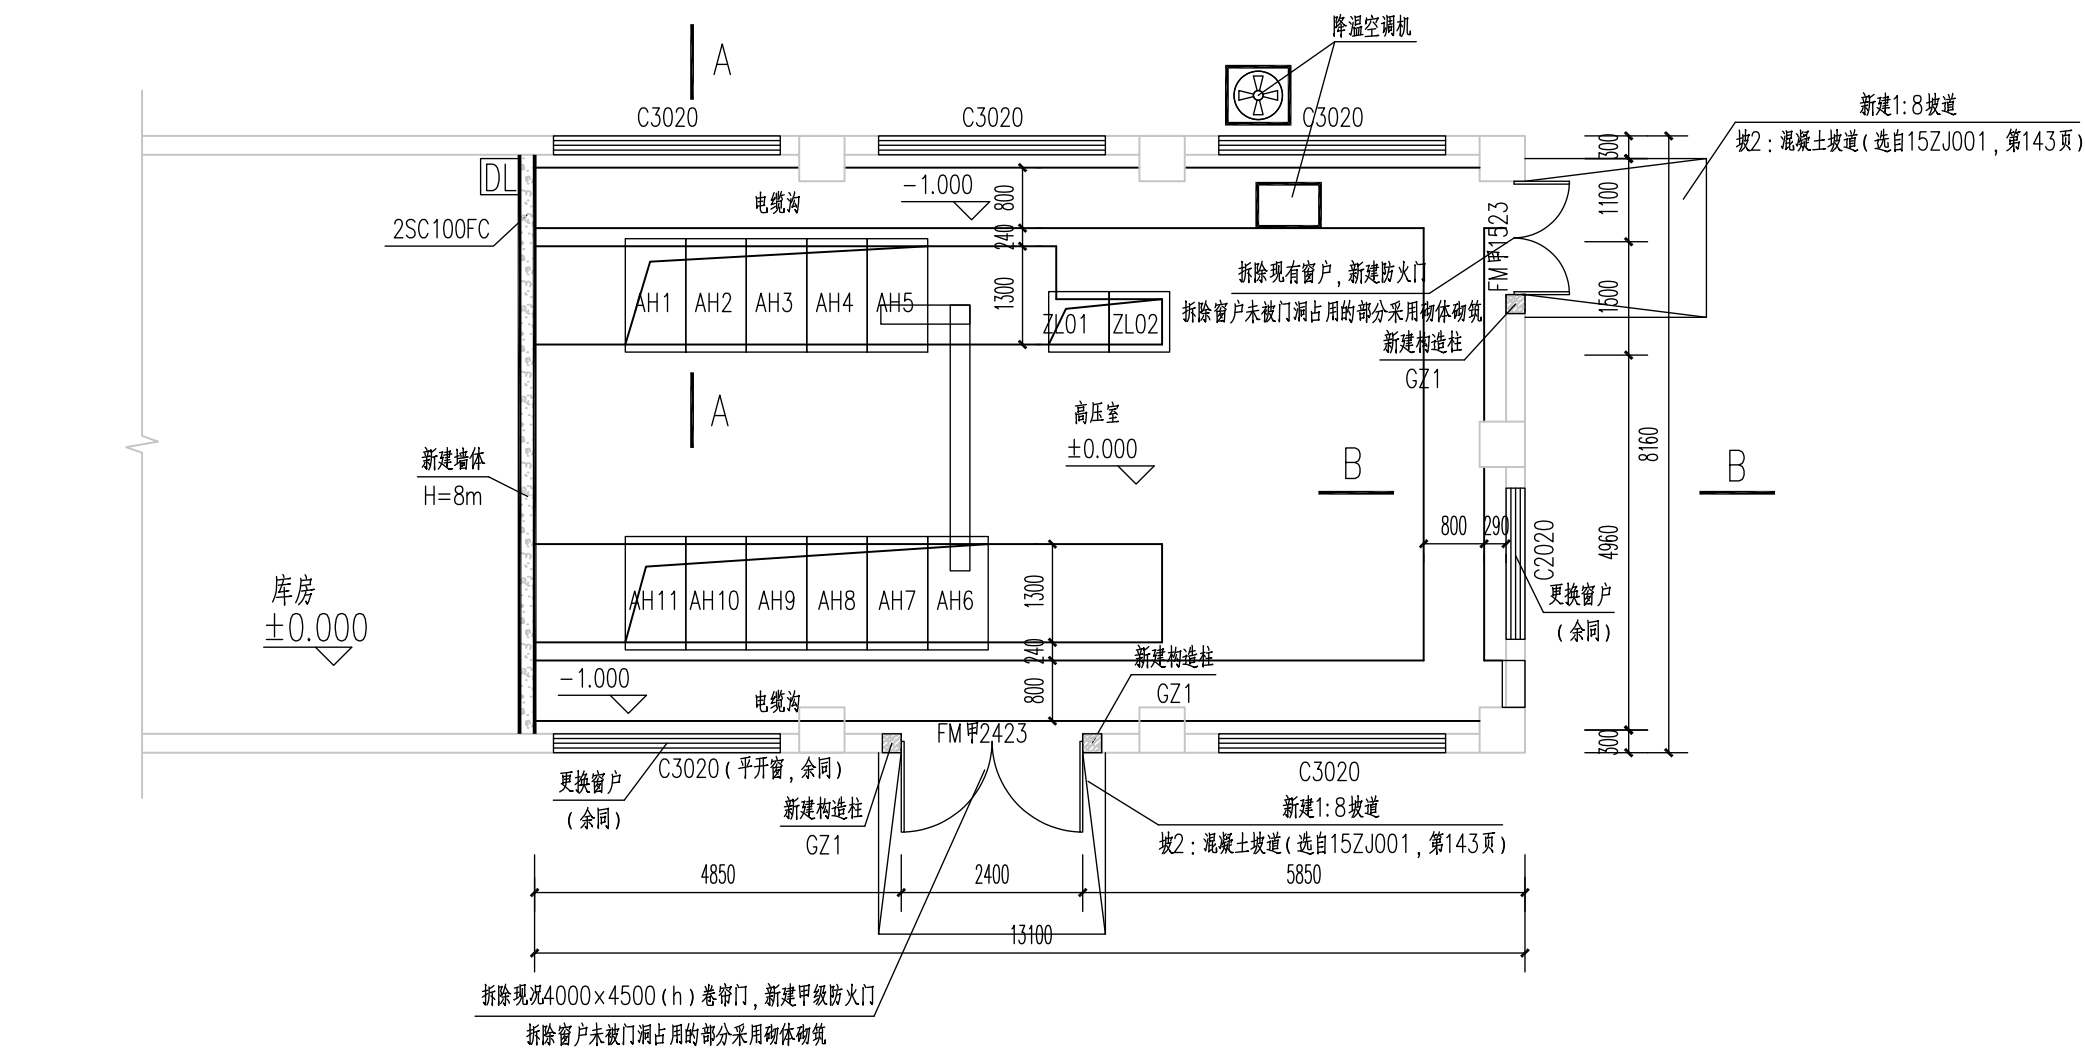 降温空调机
A
C3020
C3020
C3020
新建1:8坡道
坡2：混凝土坡道(选自15ZJ001，第143页)
300
DL
-1.000
800
电缆沟
1100
2SC100FC
240
FM甲1523
拆除现有窗户，新建防火门
拆除窗户未被门洞占用的部分采用砌体砌筑
AH1
AH2
AH3
AH4
AH5
1300
ZL01
ZL02
1500
新建构造柱
GZ1
A
高压室
±0.000
8160
B
B
新建墙体
H=8m
800
290
C2020
4960
库房
±0.000
AH11
AH10
AH9
AH8
AH7
AH6
1300
更换窗户
(余同)
240
新建构造柱
GZ1
-1.000
800
电缆沟
FM甲2423
300
C3020(平开窗，余同)
C3020
更换窗户
(余同)
新建构造柱
GZ1
新建1:8坡道
坡2：混凝土坡道(选自15ZJ001，第143页)
4850
2400
5850
13100
拆除现况4000×4500(h)卷帘门，新建甲级防火门
拆除窗户未被门洞占用的部分采用砌体砌筑